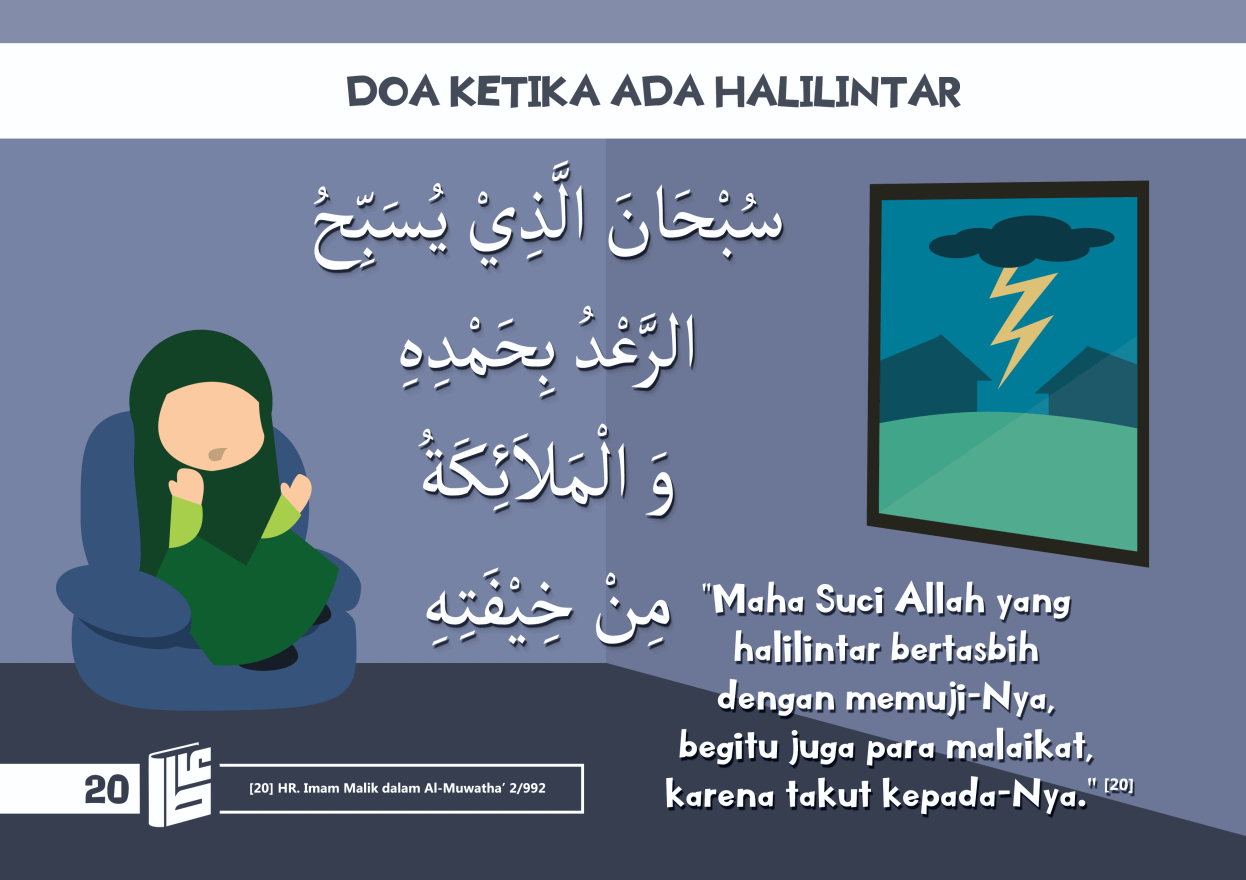 DOA KETIKA ADA HALILINTAR
سُبْحَانَ الَّذِيْ يُسَبِّحُ
الرَّعْدُ بِحَمْدِهِ
وَ الْمَلاَئِكَةُ
مِنْ خِيْفَتِهِ
"Maha Suci Allah yang
halilintar bertasbih
dengan memuji-Nya,
begitu juga para malaikat,
karena takut kepada-Nya." [20]
20
[20] HR. Imam Malik dalam Al-Muwatha’ 2/992